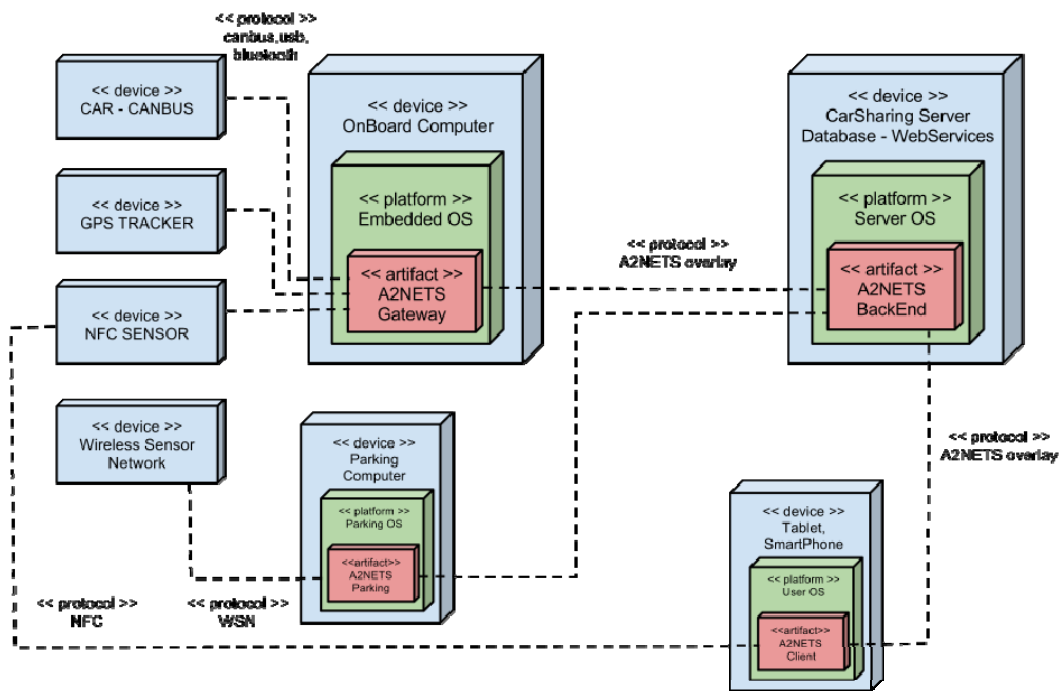 << protocol >>
canbus,usb,
bluetooth
<< device >>
CAR - CANBUS
<< device >>
OnBoard Computer
<< device >>
CarSharing Server
Database - WebServices
<< device >>
GPS TRACKER
<< platform >>
Embedded OS
<< platform >>
Server OS
<< protocol >>
A2NETS overlay
<< artifact >>
A2NETS
Gateway
<< artifact >>
A2NETS
BackEnd
<< device >>
NFC SENSOR
<< device >>
Wireless Sensor
Network
<< device >>
Parking
Computer
<< protocol >>
A2NETS overlay
<< platform >>
Parking OS
<<artifact>>
A2NETS
Parking
<< device >>
Tablet,
SmartPhone
<< platform >>
User OS
<<artifact>>
A2NETS
Client
<< protocol >>
NFC
<< protocol >>
WSN